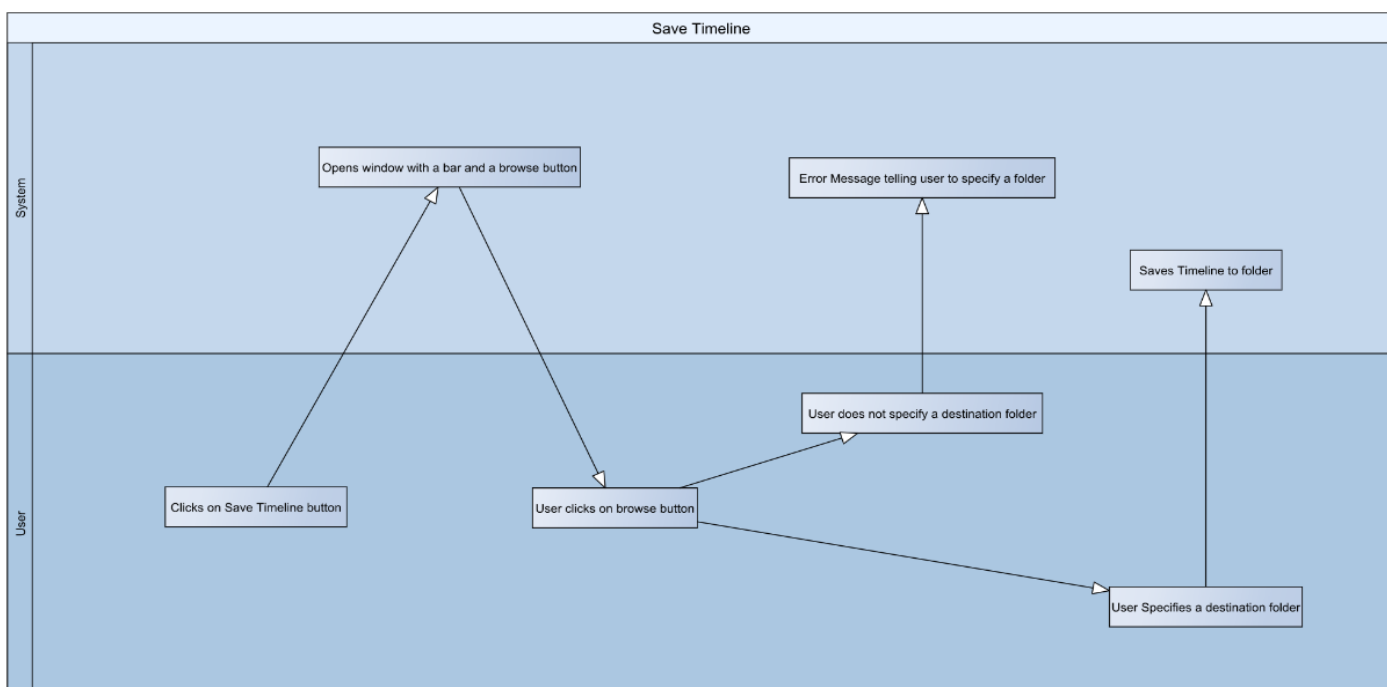 Save Timeline
System
Opens window with a bar and a browse button
Error Message telling user to specify a folder
Saves Timeline to folder
User
User does not specify a destination folder
Clicks on Save Timeline button
User clicks on browse button
User Specifies a destination folder